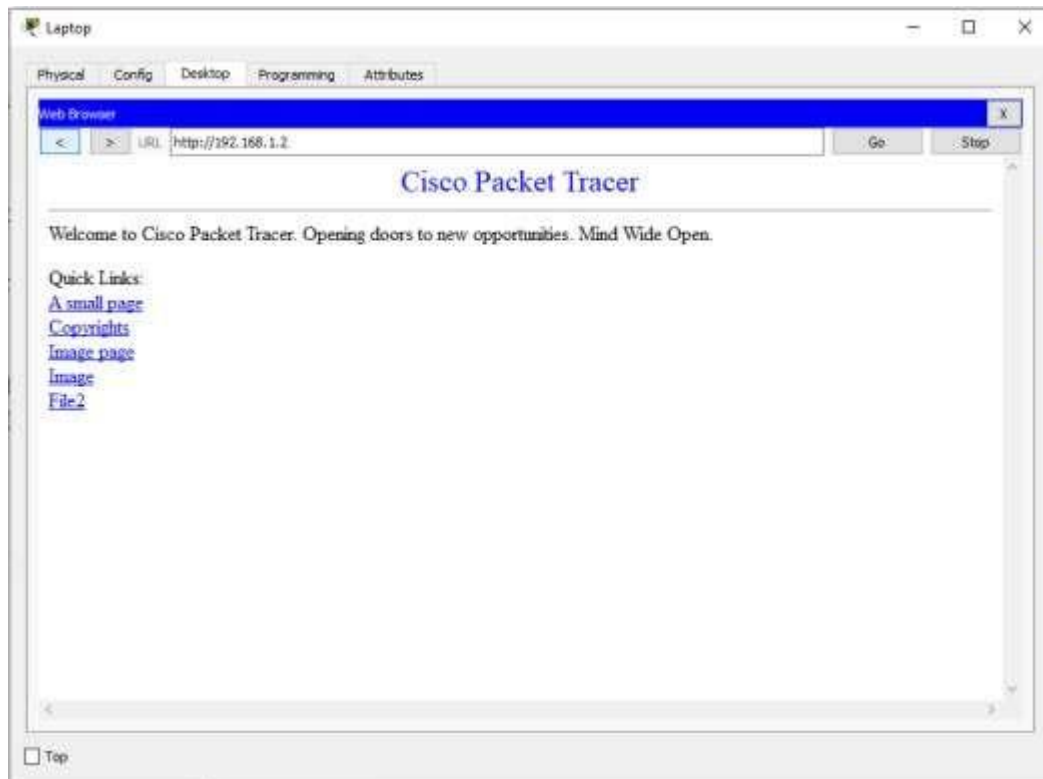 Laptop
Physical Config Desktop Programming Attributes
Web Browser X
< > URL http://192.168.1.2 Go Stop
Cisco Packet Tracer
Welcome to Cisco Packet Tracer. Opening doors to new opportunities. Mind Wide Open.
Quick Links:
A small page
Copyrights
Image page
Image
File2
Top